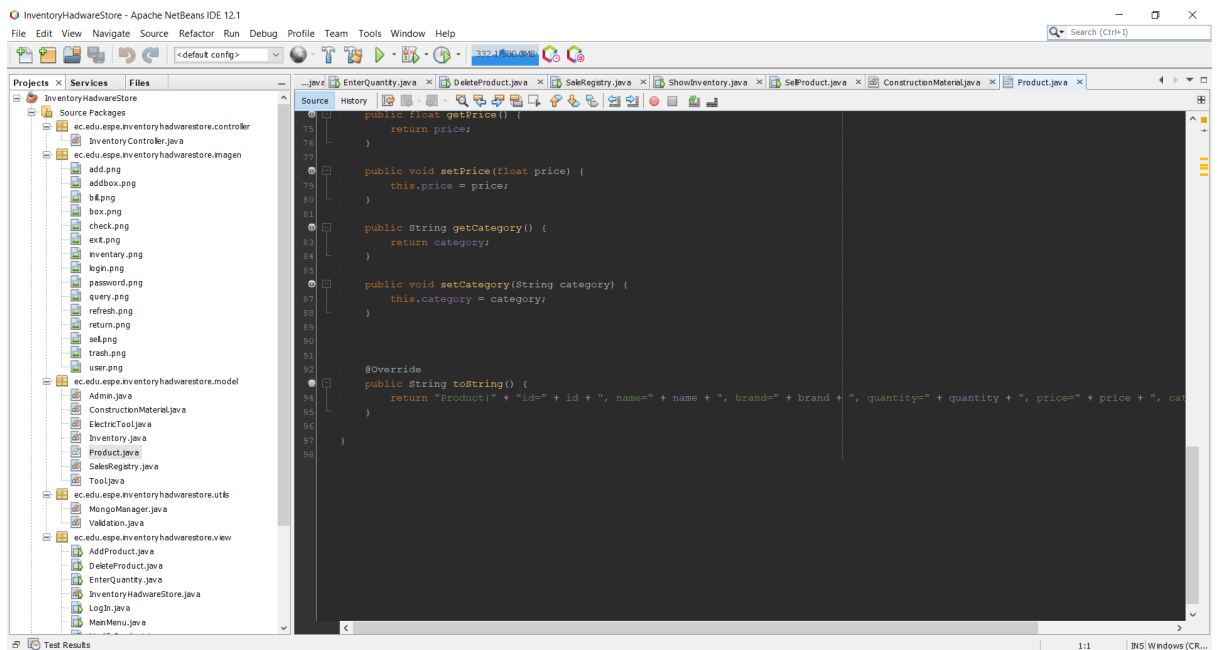 InventoryHadwareStore - Apache NetBeans IDE 12.1
File Edit View Navigate Source Refactor Run Debug Profile Team Tools Window Help
Search (Ctrl+I)
<default config>
332.1/580.0MB
Projects Services Files
...java EnterQuantity.java DeleteProduct.java SaleRegistry.java ShowInventory.java SellProduct.java ConstructionMaterial.java Product.java
Source History
InventoryHadwareStore
Source Packages
ec.edu.espe.inventoryhadwarestore.controller
InventoryController.java
ec.edu.espe.inventoryhadwarestore.imagen
add.png
addbox.png
bill.png
box.png
check.png
exit.png
inventary.png
login.png
password.png
query.png
refresh.png
return.png
sell.png
trash.png
user.png
ec.edu.espe.inventoryhadwarestore.model
Admin.java
ConstructionMaterial.java
ElectricTool.java
Inventory.java
Product.java
SalesRegistry.java
Tool.java
ec.edu.espe.inventoryhadwarestore.utils
MongoManager.java
Validation.java
ec.edu.espe.inventoryhadwarestore.view
AddProduct.java
DeleteProduct.java
EnterQuantity.java
InventoryHadwareStore.java
LogIn.java
MainMenu.java
public float getPrice() {
75 return price;
76 }
77
public void setPrice(float price) {
79 this.price = price;
80 }
81
public String getCategory() {
83 return category;
84 }
85
public void setCategory(String category) {
87 this.category = category;
88 }
89
90
91
92 @Override
public String toString() {
94 return "Product{" + "id=" + id + ", name=" + name + ", brand=" + brand + ", quantity=" + quantity + ", price=" + price + ", cat
95 }
96
97 }
98
Test Results
1:1 INS Windows (CR...